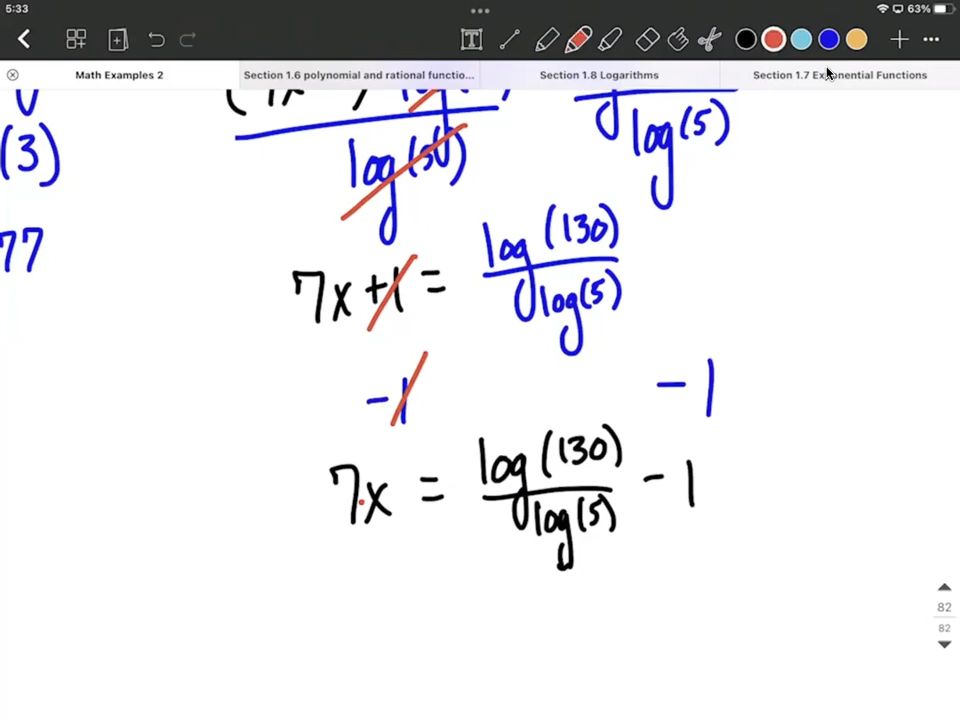 5:33 63%
T
Math Examples 2 Section 1.6 polynomial and rational functio... Section 1.8 Logarithms Section 1.7 Exponential Functions
(3)
log(5) log(5)
77
7x + 1 = log(130) / log(5)
- 1 - 1
7·x = log(130) / log(5) - 1
82
82